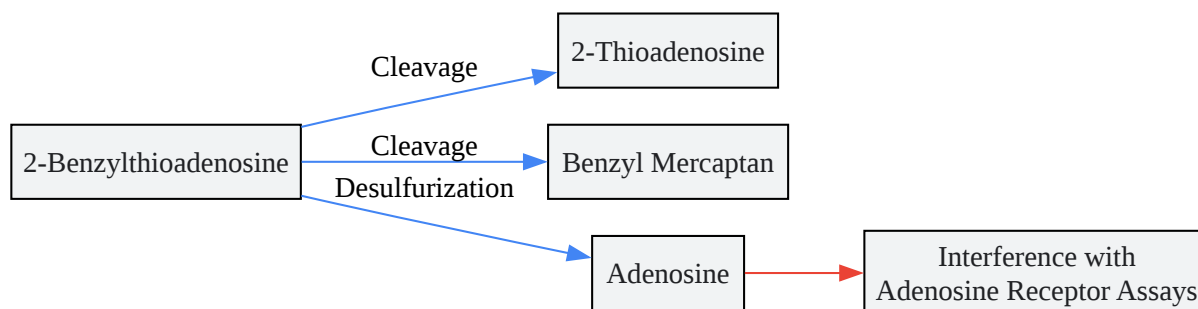 2-Thioadenosine
Cleavage
2-Benzylthioadenosine
Cleavage
Benzyl Mercaptan
Desulfurization
Adenosine
Interference with
Adenosine Receptor Assays